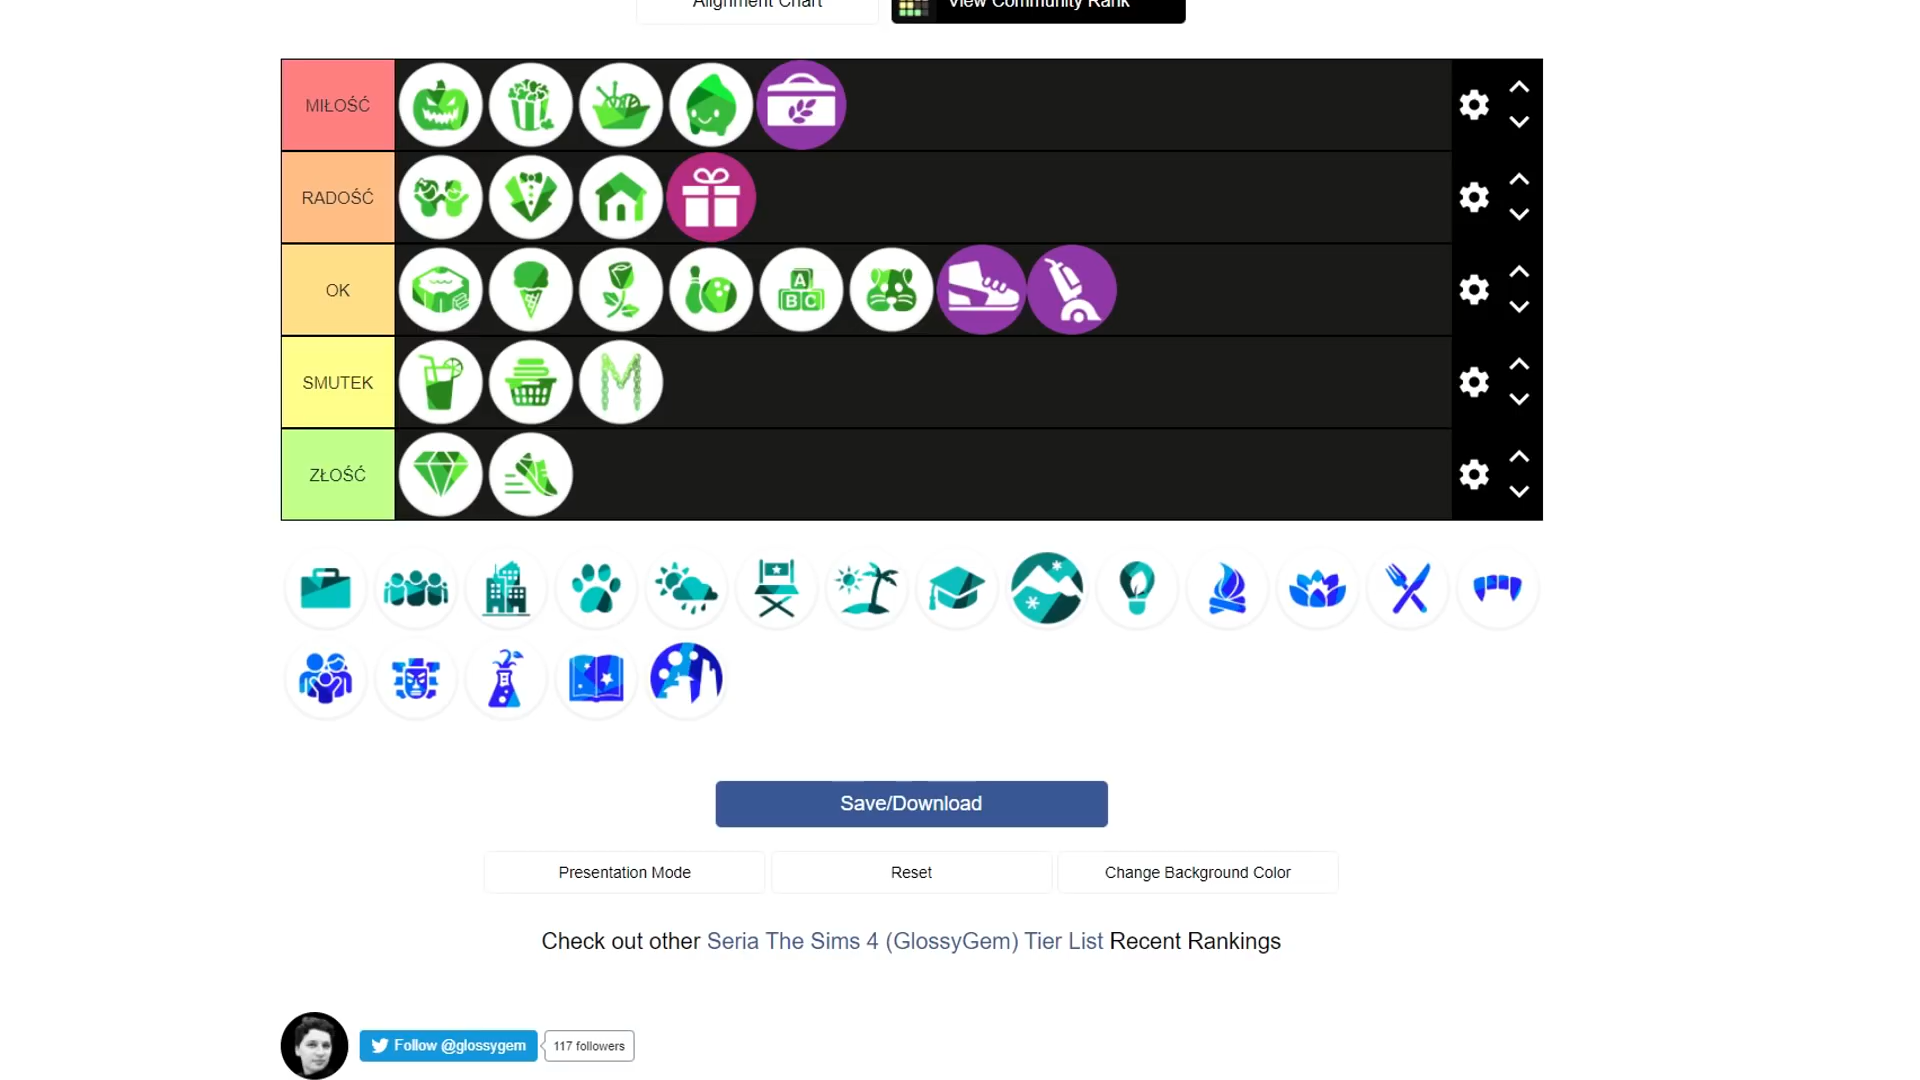 Alignment Chart
View Community Rank
MIŁOŚĆ
RADOŚĆ
OK
A
B C
SMUTEK
M
ZŁOŚĆ
Save/Download
Presentation Mode
Reset
Change Background Color
Check out other Seria The Sims 4 (GlossyGem) Tier List Recent Rankings
Follow @glossygem
117 followers